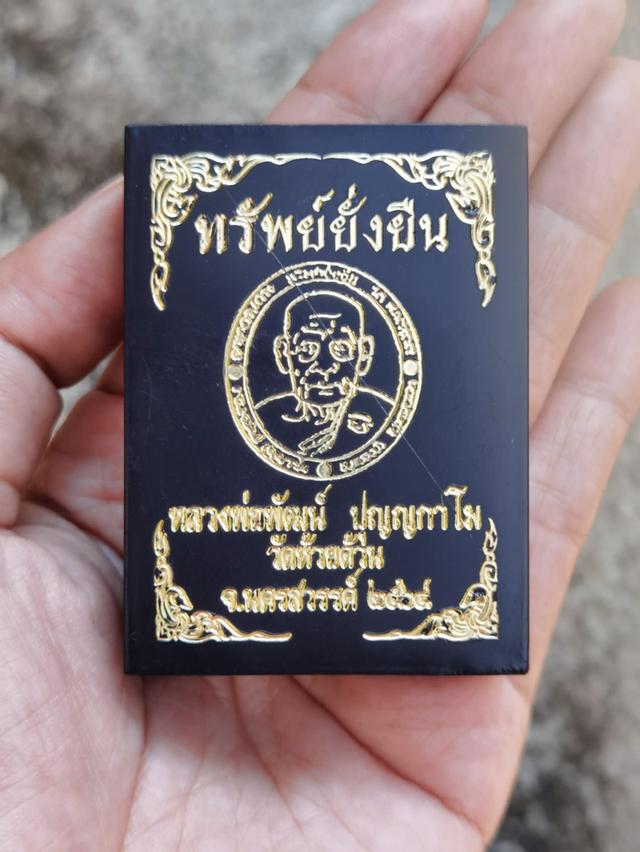 ทรัพย์ยั่งยืน
หลวงพ่อพัฒน์ ปุญญกาโม
วัดห้วยด้วน
จ.นครสวรรค์ ๒๕๖๔